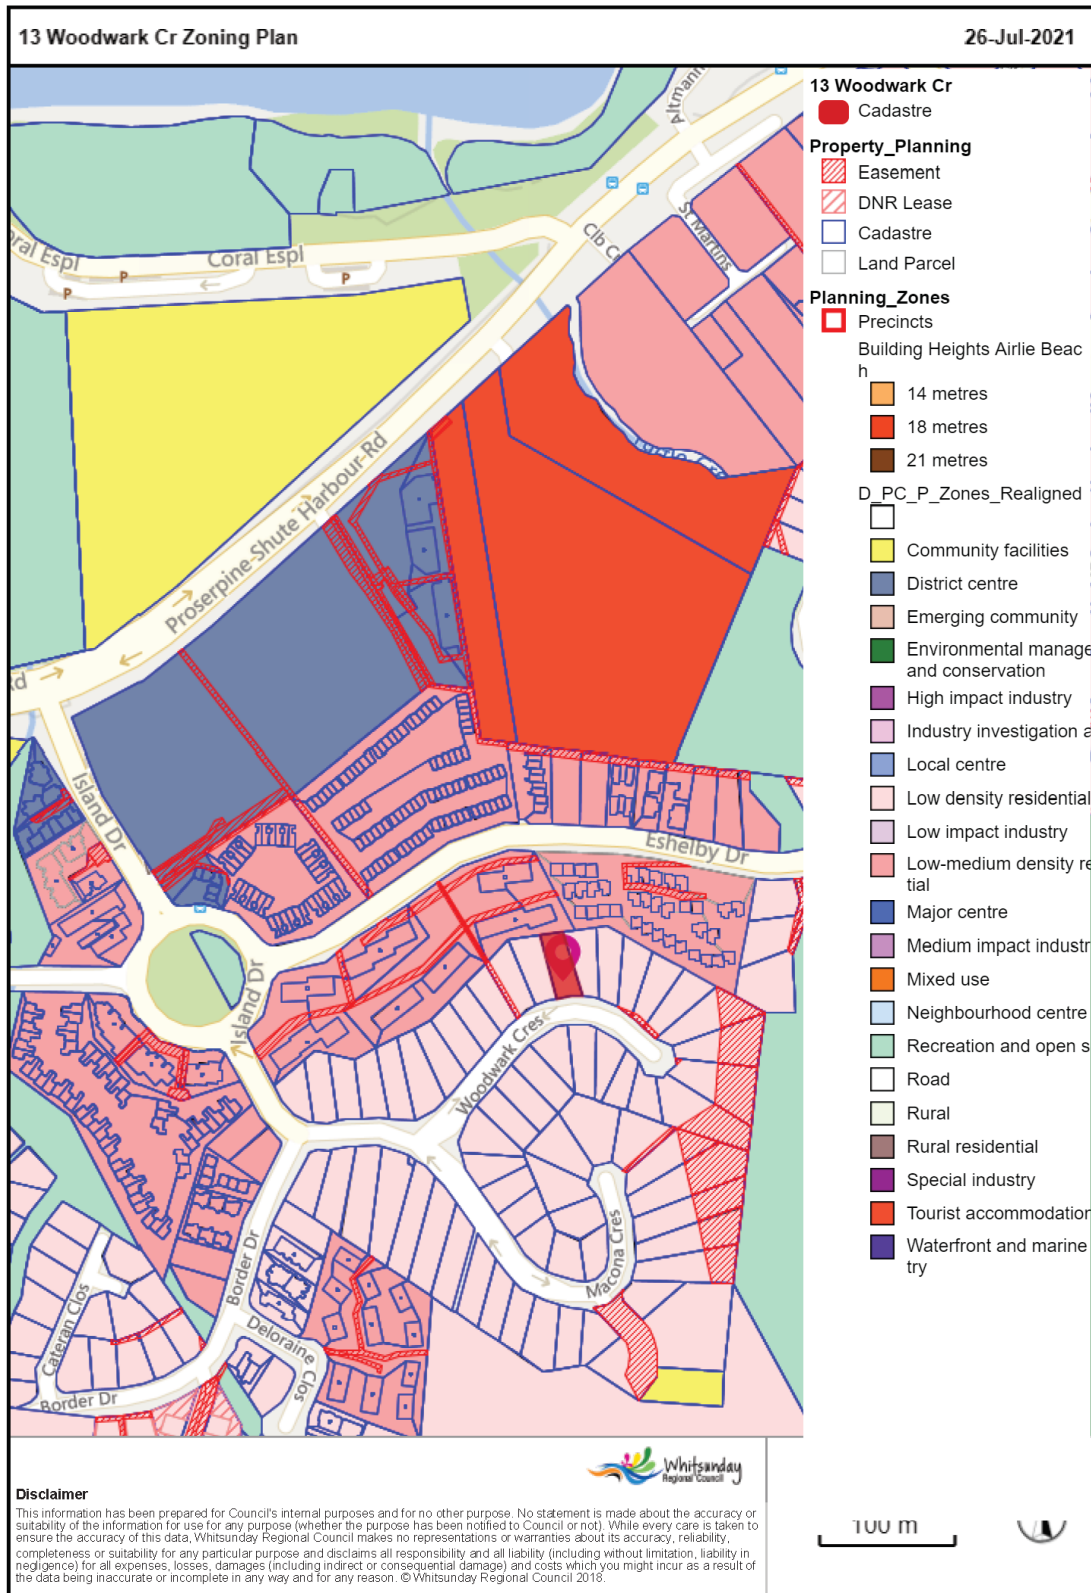 13 Woodwark Cr Zoning Plan
26-Jul-2021
13 Woodwark Cr
Cadastre
Property_Planning
Easement
DNR Lease
Cadastre
Land Parcel
Planning_Zones
Precincts
Building Heights Airlie Beac
h
14 metres
18 metres
21 metres
D_PC_P_Zones_Realigned
Community facilities
District centre
Emerging community
Environmental manage
and conservation
High impact industry
Industry investigation a
Local centre
Low density residential
Low impact industry
Low-medium density re
tial
Major centre
Medium impact industr
Mixed use
Neighbourhood centre
Recreation and open s
Road
Rural
Rural residential
Special industry
Tourist accommodation
Waterfront and marine
try
Altmann
oral Espl
Coral Espl
P
P
P
Clb Cr
St Martins
Proserpine-Shute Harbour-Rd
Rd
Island Dr
Eshelby Dr
Island Dr
Woodwark Cres
Macona Cres
Border Dr
Cateran Clos
Deloraine
Clos
Border Dr
Whitsunday
Regional Council
100 m
Disclaimer
This information has been prepared for Council's internal purposes and for no other purpose. No statement is made about the accuracy or
suitability of the information for use for any purpose (whether the purpose has been notified to Council or not). While every care is taken to
ensure the accuracy of this data, Whitsunday Regional Council makes no representations or warranties about its accuracy, reliability,
completeness or suitability for any particular purpose and disclaims all responsibility and all liability (including without limitation, liability in
negligence) for all expenses, losses, damages (including indirect or consequential damage) and costs which you might incur as a result of
the data being inaccurate or incomplete in any way and for any reason. © Whitsunday Regional Council 2018.